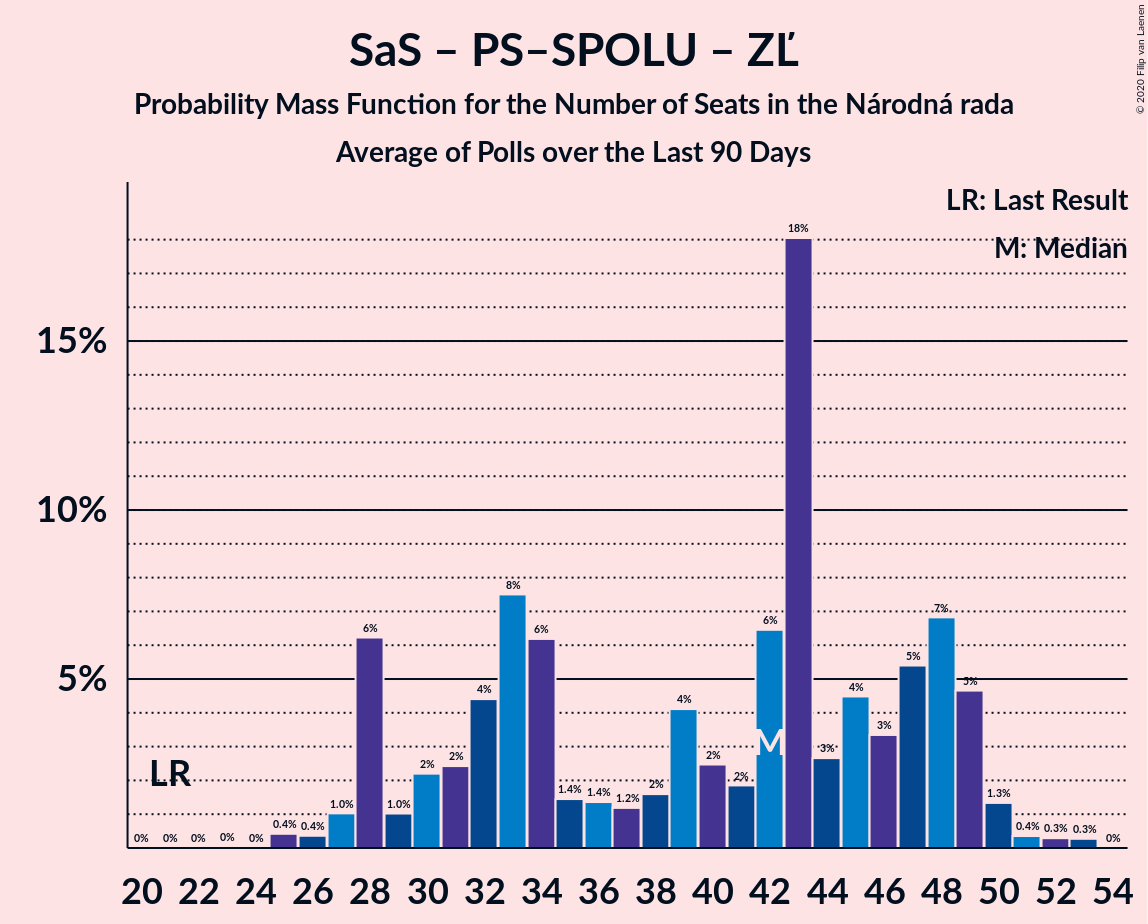 SaS – PS–SPOLU – ZĽ
Probability Mass Function for the Number of Seats in the Národná rada
Average of Polls over the Last 90 Days
© 2020 Filip van Laenen
LR: Last Result
M: Median
15%
10%
5%
LR
M
0% 0% 0% 0% 0% 0.4% 0.4% 1.0% 6% 1.0% 2% 2% 4% 8% 6% 1.4% 1.4% 1.2% 2% 4% 2% 2% 6% 18% 3% 4% 3% 5% 7% 5% 1.3% 0.4% 0.3% 0.3% 0%
20 22 24 26 28 30 32 34 36 38 40 42 44 46 48 50 52 54